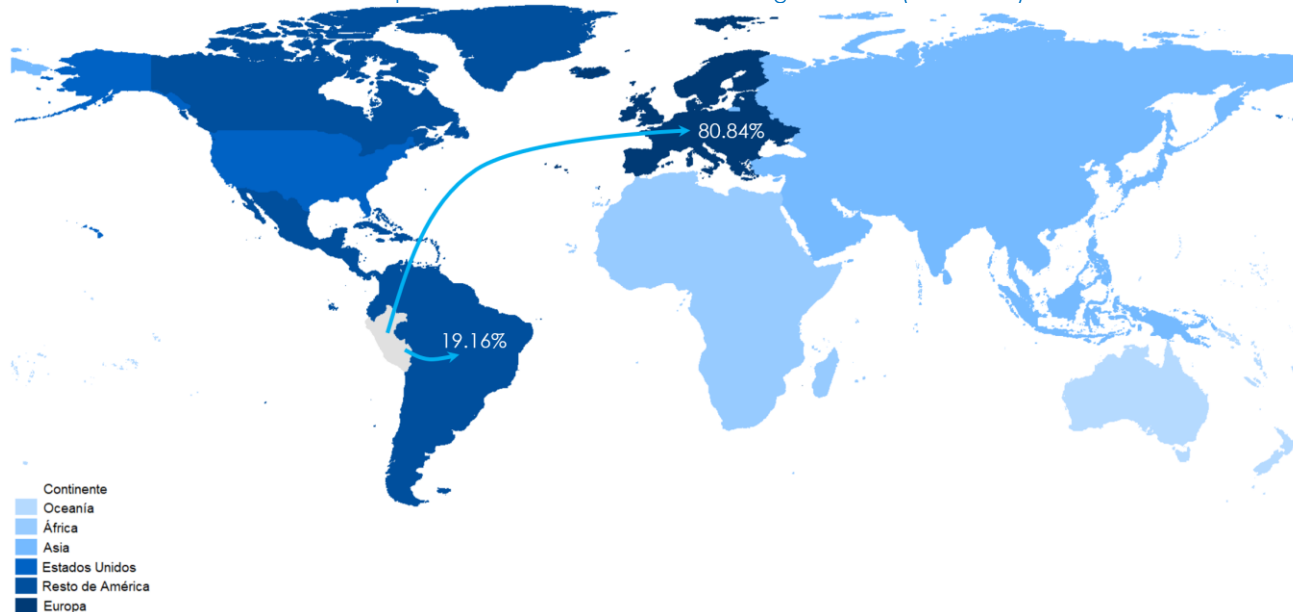 80.84%
19.16%
Continente
Oceanía
África
Asia
Estados Unidos
Resto de América
Europa